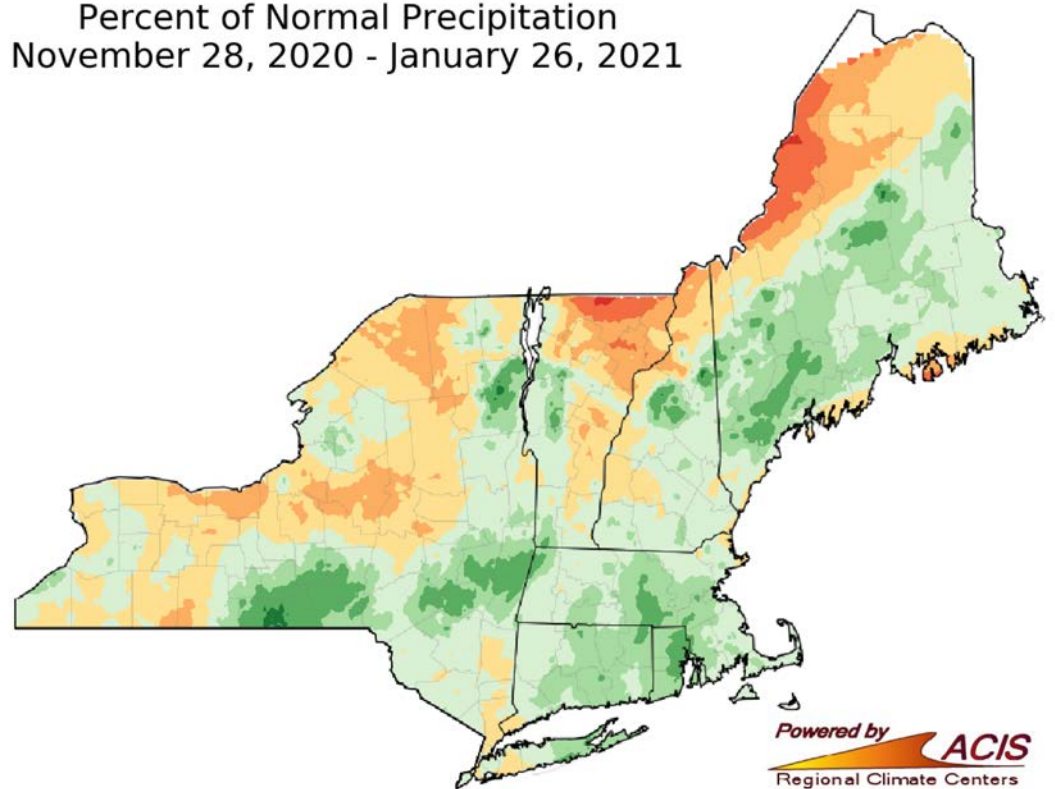 Percent of Normal Precipitation
November 28, 2020 - January 26, 2021
Powered by
ACIS
Regional Climate Centers